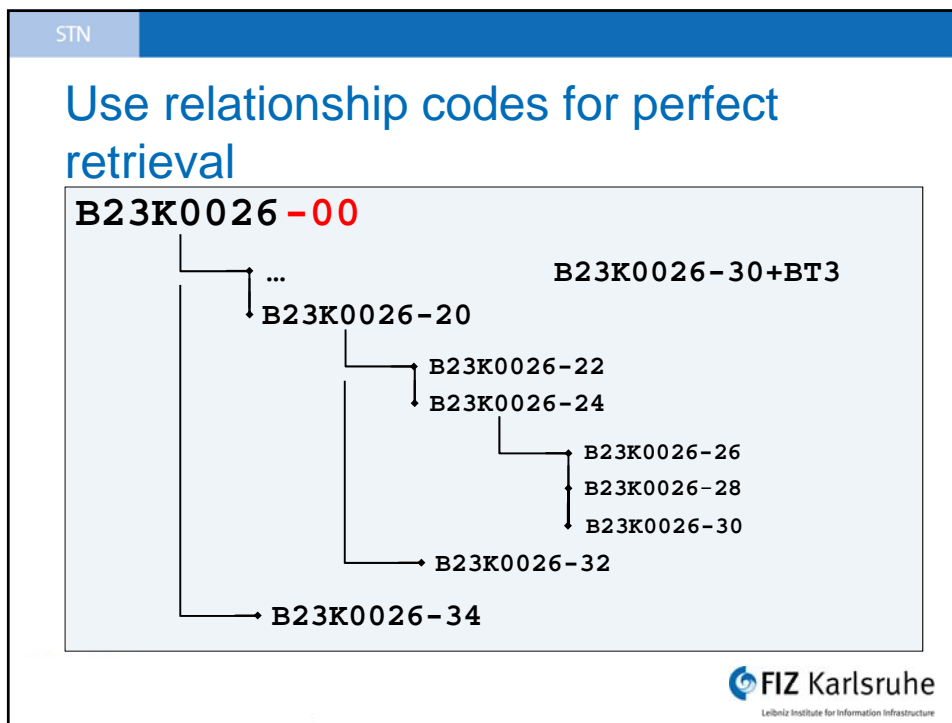 STN
Use relationship codes for perfect
retrieval
B23K0026-00
... B23K0026-30+BT3
B23K0026-20
B23K0026-22
B23K0026-24
B23K0026-26
B23K0026-28
B23K0026-30
B23K0026-32
B23K0026-34
FIZ Karlsruhe
Leibniz Institute for Information Infrastructure